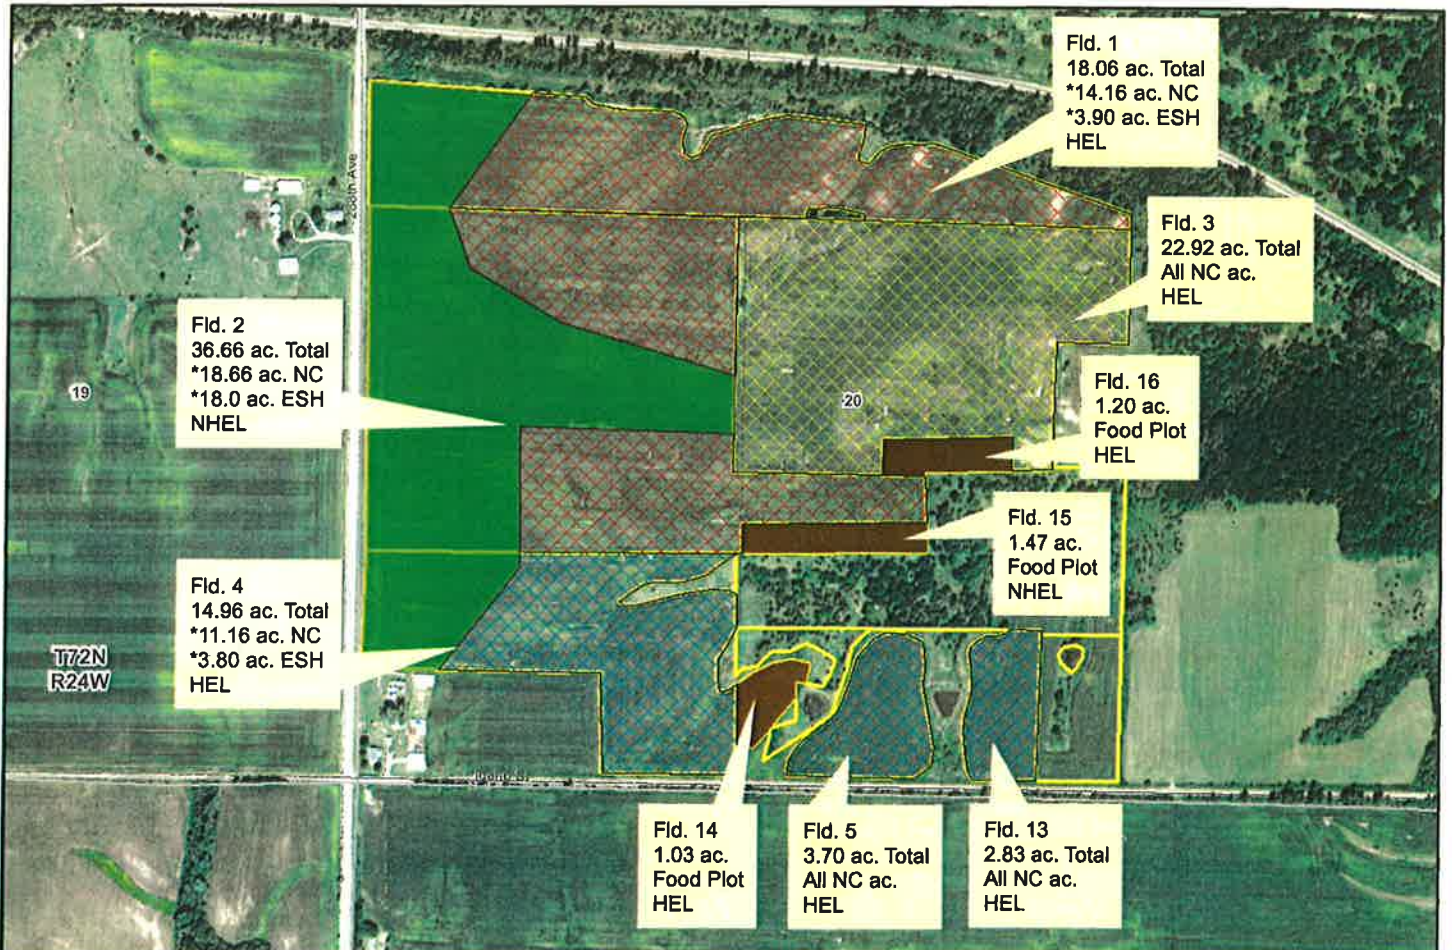 Fld. 1
18.06 ac. Total
*14.16 ac. NC
*3.90 ac. ESH
HEL
288th Ave
Fld. 3
22.92 ac. Total
All NC ac.
HEL
Fld. 2
36.66 ac. Total
*18.66 ac. NC
*18.0 ac. ESH
NHEL
19
20
Fld. 16
1.20 ac.
Food Plot
HEL
Fld. 15
1.47 ac.
Food Plot
NHEL
Fld. 4
14.96 ac. Total
*11.16 ac. NC
*3.80 ac. ESH
HEL
T72N
R24W
Fld. 14
1.03 ac.
Food Plot
HEL
Fld. 5
3.70 ac. Total
All NC ac.
HEL
Fld. 13
2.83 ac. Total
All NC ac.
HEL